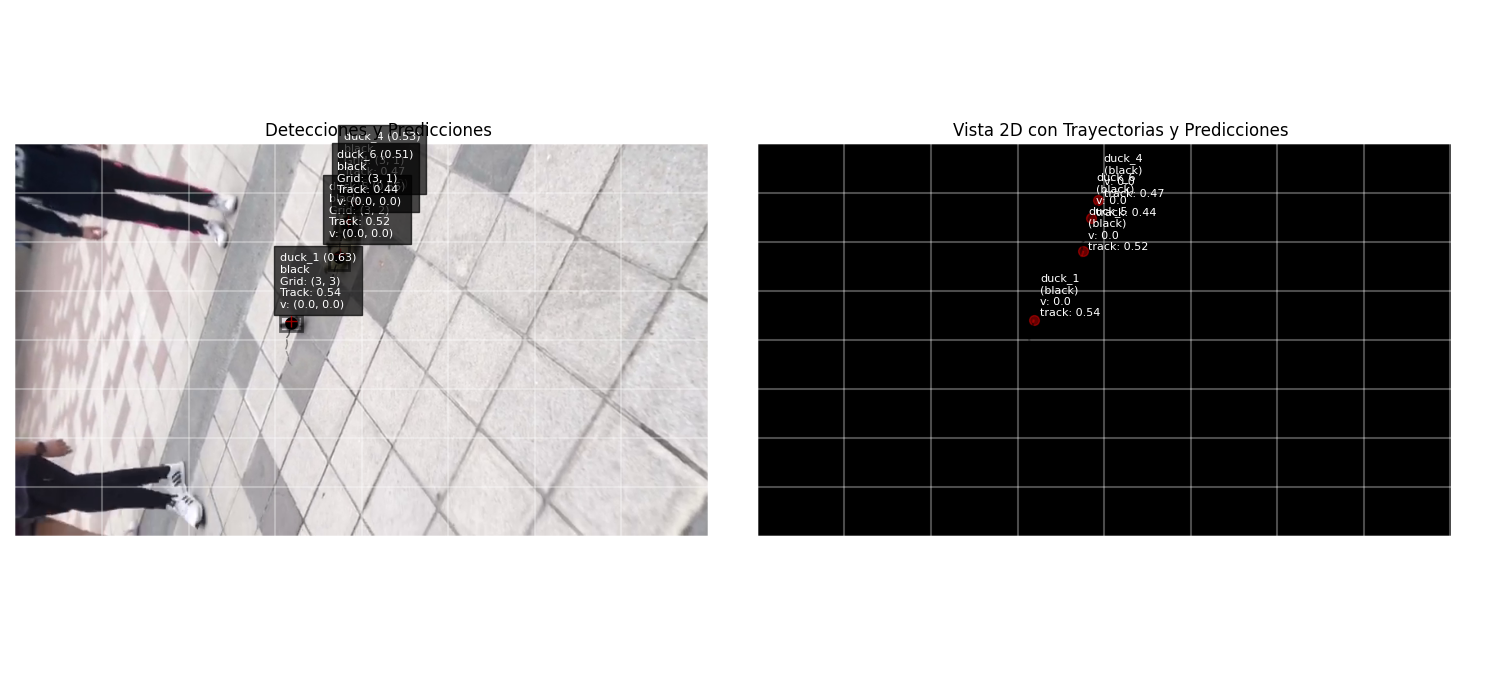 Detecciones y Predicciones
duck_4 (0.53)
duck_6 (0.51)
black
Grid: (3, 1)
Track: 0.44
v: (0.0, 0.0)
Grid: (3, 2)
Track: 0.52
v: (0.0, 0.0)
duck_1 (0.63)
black
Grid: (3, 3)
Track: 0.54
v: (0.0, 0.0)
Vista 2D con Trayectorias y Predicciones
duck_4
(black)
v: 0.0
track: 0.47
(black)
v: 0.0
track: 0.44
duck_5
(black)
v: 0.0
track: 0.52
duck_1
(black)
v: 0.0
track: 0.54